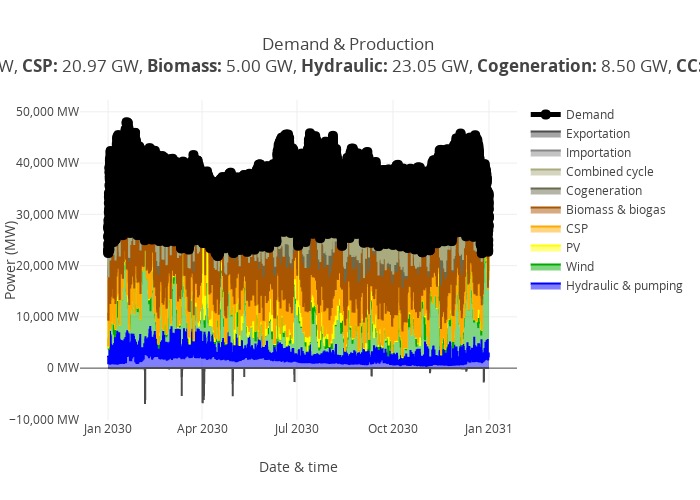 Demand & Production
W, CSP: 20.97 GW, Biomass: 5.00 GW, Hydraulic: 23.05 GW, Cogeneration: 8.50 GW, CC:
50,000 MW
40,000 MW
30,000 MW
20,000 MW
10,000 MW
0 MW
−10,000 MW
Power (MW)
Jan 2030
Apr 2030
Jul 2030
Oct 2030
Jan 2031
Date & time
Demand
Exportation
Importation
Combined cycle
Cogeneration
Biomass & biogas
CSP
PV
Wind
Hydraulic & pumping